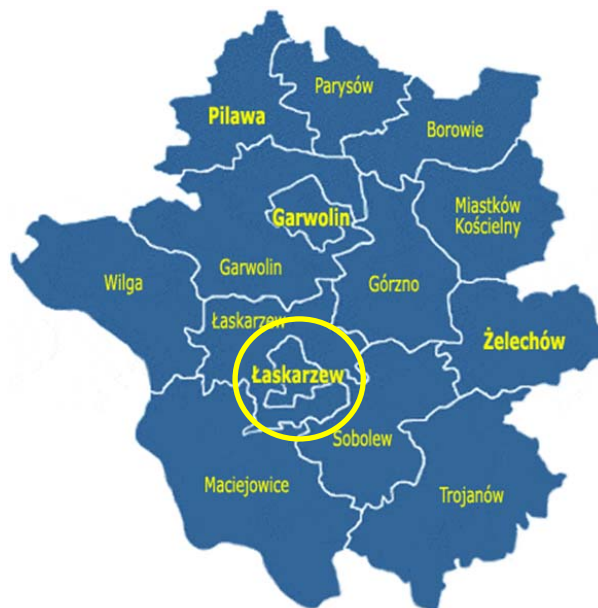 Parysów
Pilawa
Borowie
Miastków
Kościelny
Garwolin
Garwolin
Wilga
Górzno
Łaskarzew
Żelechów
Łaskarzew
Sobolew
Maciejowice
Trojanów